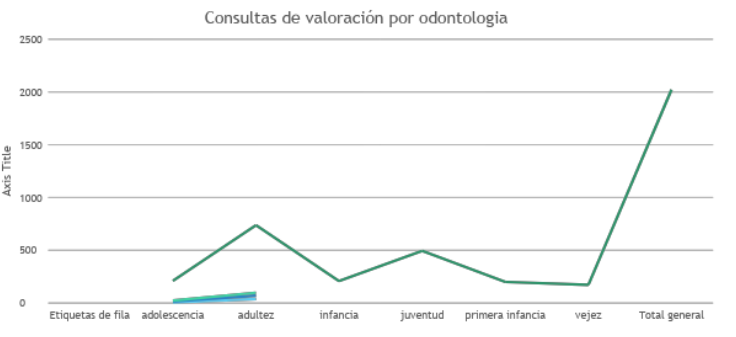 Consultas de valoración por odontologia
2500
2000
1500
1000
500
0
Axis Title
Etiquetas de fila adolescencia adultez infancia juventud primera infancia vejez Total general